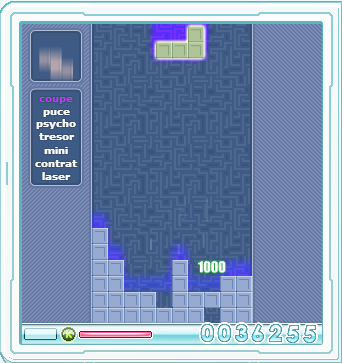 coupe
puce
psycho
tresor
mini
contrat
laser
1000
0036255